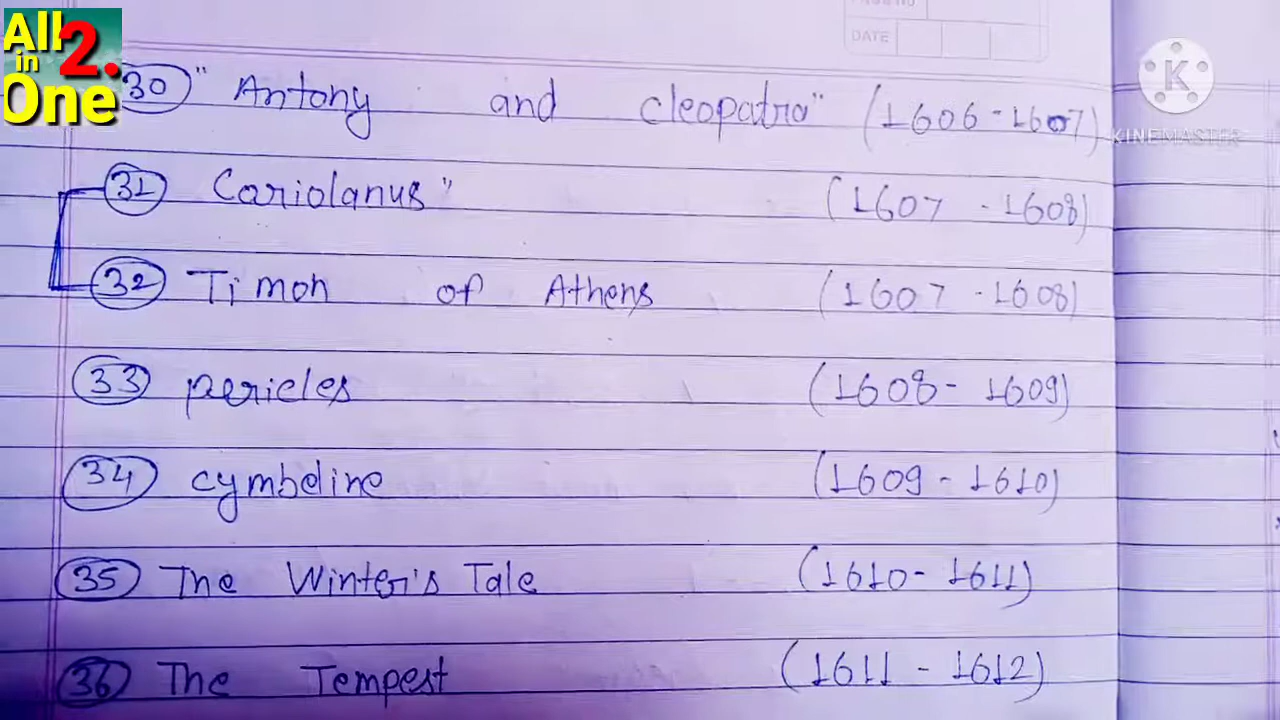 All 2.
in
One
PAGE NO
DATE
KINEMASTER
30 "Antony and cleopatra" (1606-1607)
31 Cariolanus" (1607-1608)
32 Timon of Athens (1607-1608)
33 pericles (1608-1609)
34 cymbeline (1609-1610)
35 The Winter's Tale (1610-1611)
36 The Tempest (1611-1612)